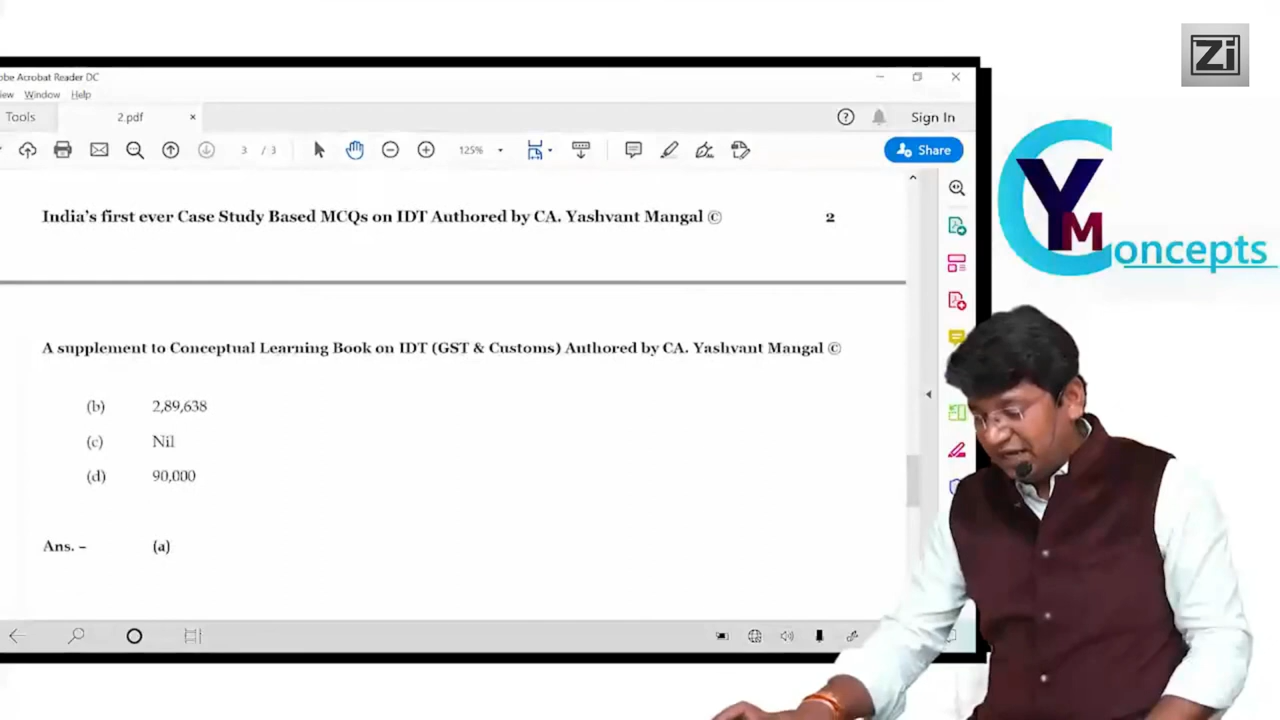 Zi
obe Acrobat Reader DC
iew Window Help
Tools 2.pdf × Sign In
3 / 3 125% Share
India's first ever Case Study Based MCQs on IDT Authored by CA. Yashvant Mangal © 2
A supplement to Conceptual Learning Book on IDT (GST & Customs) Authored by CA. Yashvant Mangal ©
(b) 2,89,638
(c) Nil
(d) 90,000
Ans. – (a)
CYM
oncepts